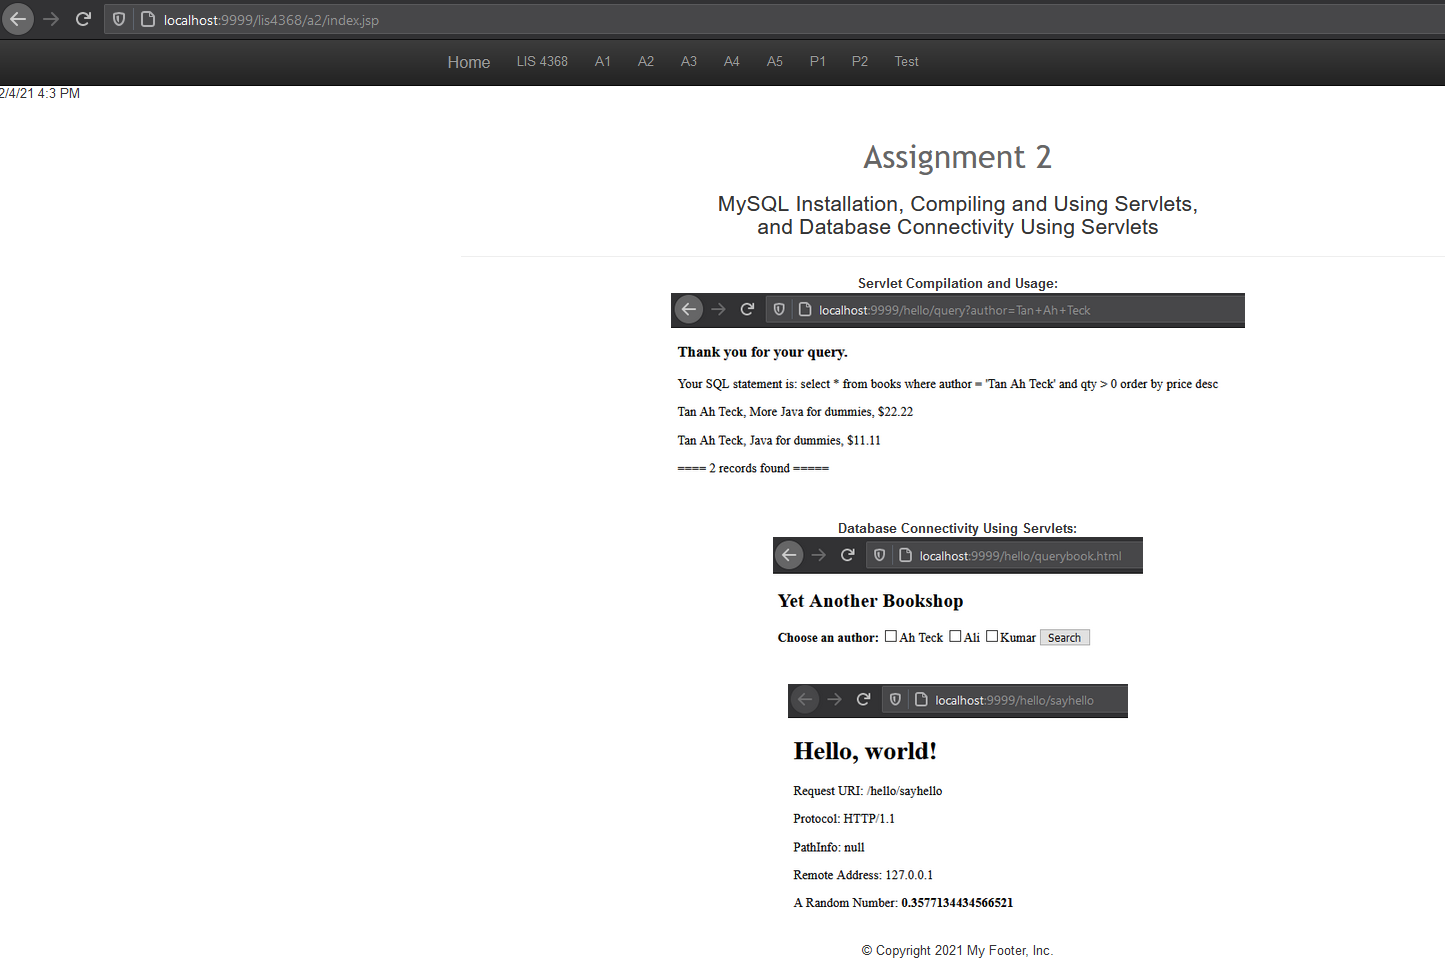 localhost:9999/lis4368/a2/index.jsp
Home LIS 4368 A1 A2 A3 A4 A5 P1 P2 Test
2/4/21 4:3 PM
Assignment 2
MySQL Installation, Compiling and Using Servlets,
and Database Connectivity Using Servlets
Servlet Compilation and Usage:
localhost:9999/hello/query?author=Tan+Ah+Teck
Thank you for your query.
Your SQL statement is: select * from books where author = 'Tan Ah Teck' and qty > 0 order by price desc
Tan Ah Teck, More Java for dummies, $22.22
Tan Ah Teck, Java for dummies, $11.11
==== 2 records found =====
Database Connectivity Using Servlets:
localhost:9999/hello/querybook.html
Yet Another Bookshop
Choose an author: Ah Teck Ali Kumar Search
localhost:9999/hello/sayhello
Hello, world!
Request URI: /hello/sayhello
Protocol: HTTP/1.1
PathInfo: null
Remote Address: 127.0.0.1
A Random Number: 0.3577134434566521
© Copyright 2021 My Footer, Inc.